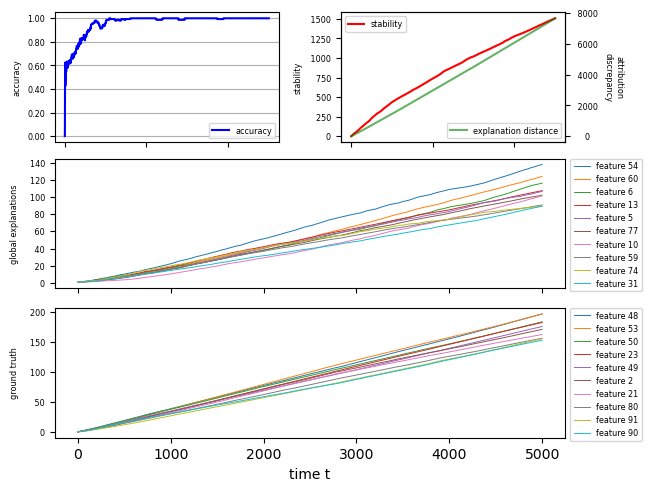 accuracy
1.00
0.80
0.60
0.40
0.20
0.00
accuracy
stability
1500
1250
1000
750
500
250
0
stability
explanation distance
8000
6000
4000
2000
0
attribution
discrepancy
global explanations
140
120
100
80
60
40
20
0
feature 54
feature 60
feature 6
feature 13
feature 5
feature 77
feature 10
feature 59
feature 74
feature 31
ground truth
200
150
100
50
0
feature 48
feature 53
feature 50
feature 23
feature 49
feature 2
feature 21
feature 80
feature 91
feature 90
0 1000 2000 3000 4000 5000
time t